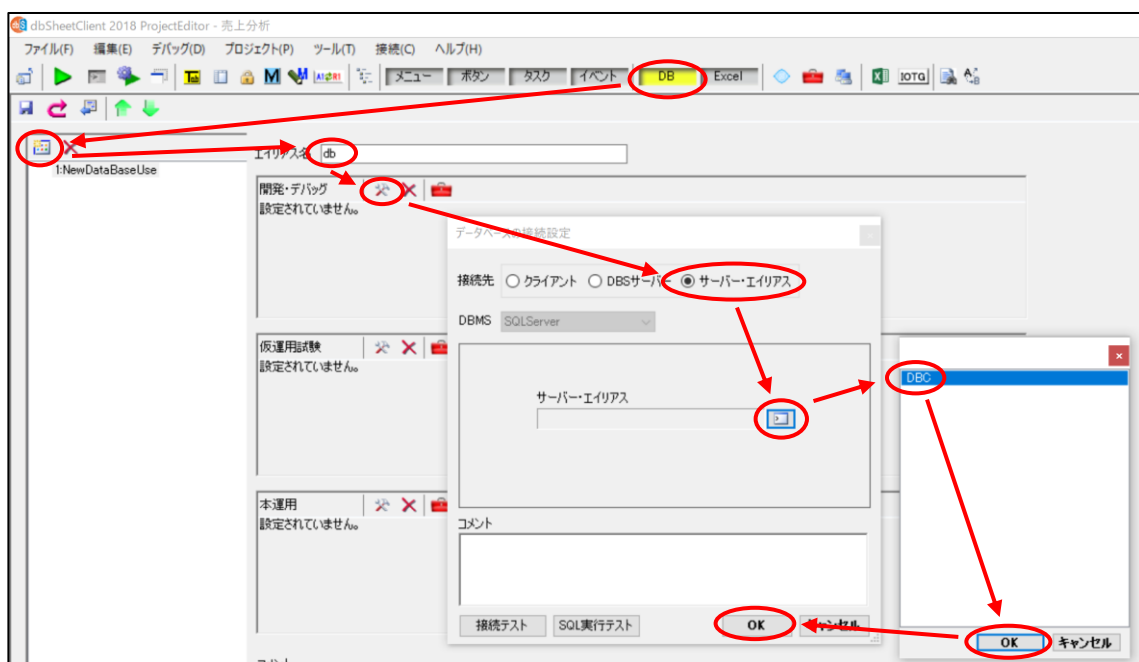 dbSheetClient 2018 ProjectEditor - 売上分析
ファイル(F) 編集(E) デバッグ(D) プロジェクト(P) ツール(T) 接続(C) ヘルプ(H)
メニュー ボタン タスク イベント DB Excel IOTG
エイリアス名 db
1:NewDataBaseUse
開発・デバッグ
設定されていません。
データベースの接続設定
接続先 クライアント DBSサーバー サーバー・エイリアス
DBMS SQLServer
仮運用試験
設定されていません。
DBC
サーバー・エイリアス
本運用
設定されていません。
コメント
接続テスト SQL実行テスト OK キャンセル
OK キャンセル